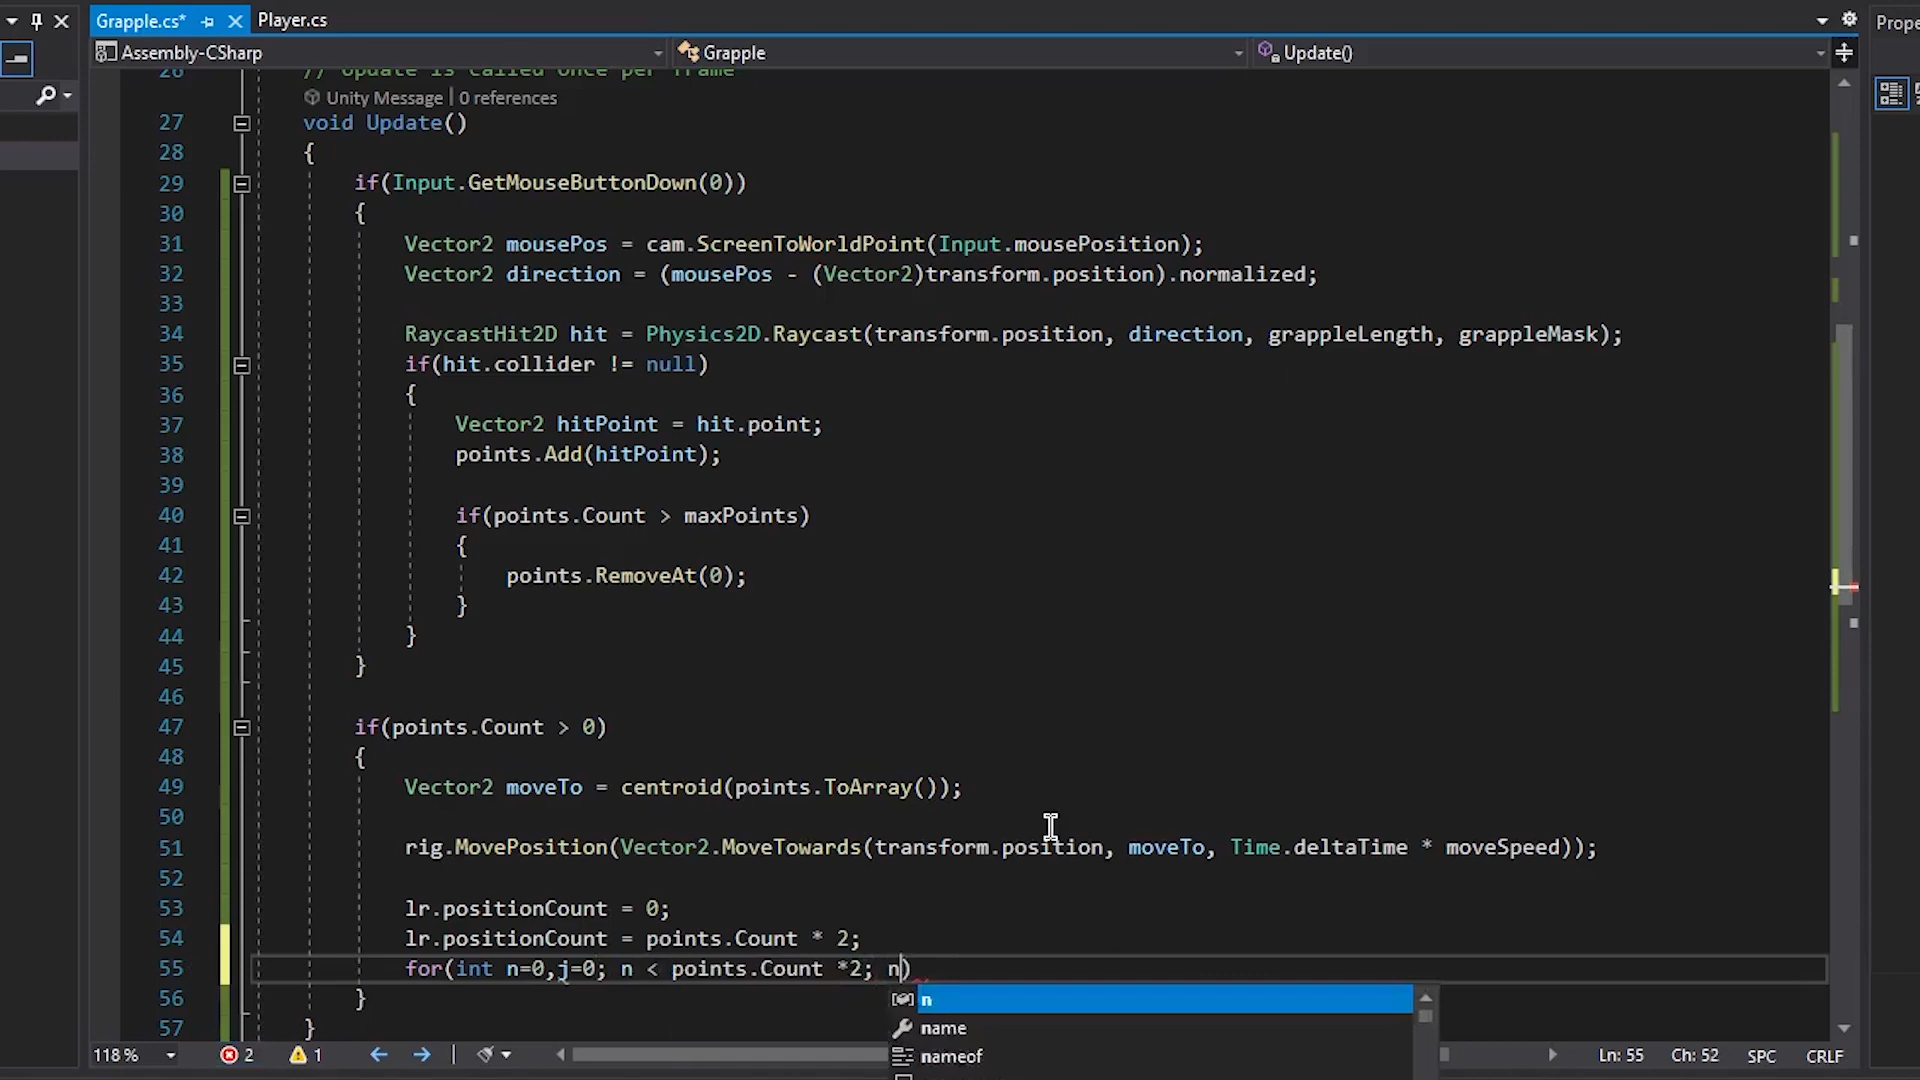 Grapple.cs*
Player.cs
Prope
Assembly-CSharp
Grapple
Update()
26 // Update is called once per frame
Unity Message | 0 references
27 void Update()
28 {
29 if(Input.GetMouseButtonDown(0))
30 {
31 Vector2 mousePos = cam.ScreenToWorldPoint(Input.mousePosition);
32 Vector2 direction = (mousePos - (Vector2)transform.position).normalized;
33
34 RaycastHit2D hit = Physics2D.Raycast(transform.position, direction, grappleLength, grappleMask);
35 if(hit.collider != null)
36 {
37 Vector2 hitPoint = hit.point;
38 points.Add(hitPoint);
39
40 if(points.Count > maxPoints)
41 {
42 points.RemoveAt(0);
43 }
44 }
45 }
46
47 if(points.Count > 0)
48 {
49 Vector2 moveTo = centroid(points.ToArray());
50
51 rig.MovePosition(Vector2.MoveTowards(transform.position, moveTo, Time.deltaTime * moveSpeed));
52
53 lr.positionCount = 0;
54 lr.positionCount = points.Count * 2;
55 for(int n=0,j=0; n < points.Count *2; n)
56 }
57 }
n
name
nameof
118 %
2
1
Ln: 55
Ch: 52
SPC
CRLF